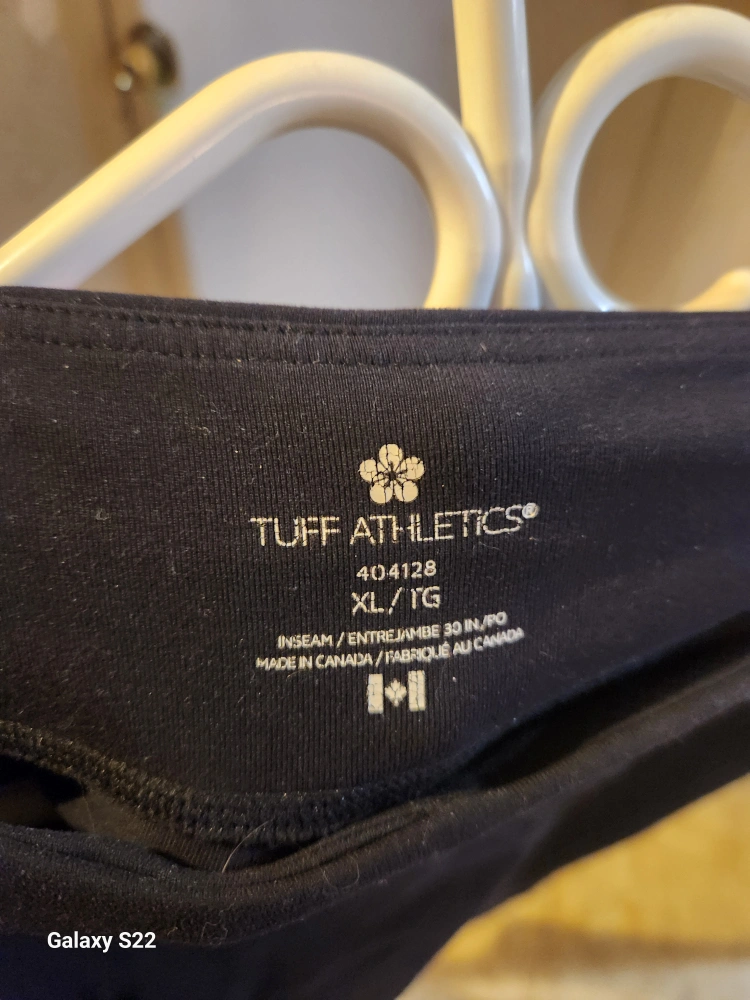 TUFF ATHLETICS®
404128
XL / TG
INSEAM / ENTREJAMBE 30 IN./PO
MADE IN CANADA / FABRIQUÉ AU CANADA
Galaxy S22